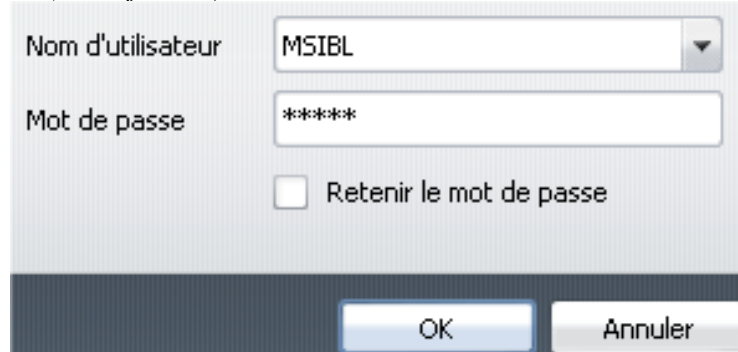 Nom d'utilisateur MSIBL
Mot de passe *****
Retenir le mot de passe
OK Annuler